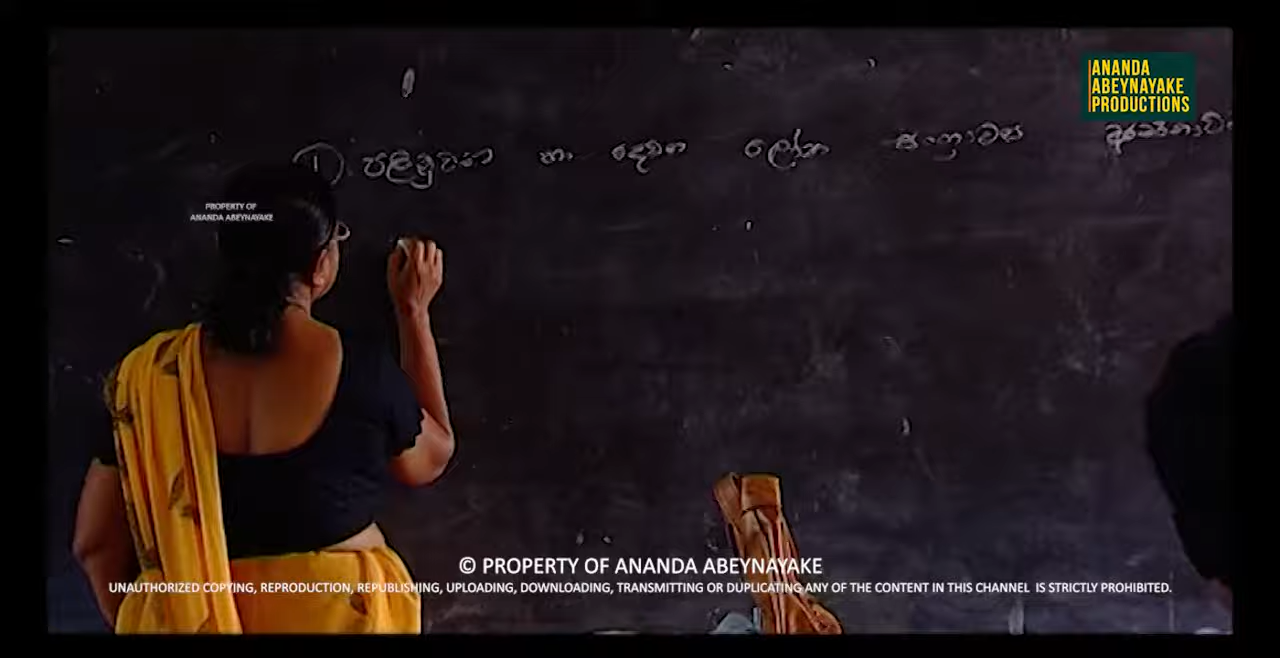 ANANDA
ABEYNAYAKE
PRODUCTIONS
① පළමුවන හා දෙවන ලෝක සංග්‍රාමය
PROPERTY OF
ANANDA ABEYNAYAKE
© PROPERTY OF ANANDA ABEYNAYAKE
UNAUTHORIZED COPYING, REPRODUCTION, REPUBLISHING, UPLOADING, DOWNLOADING, TRANSMITTING OR DUPLICATING ANY OF THE CONTENT IN THIS CHANNEL IS STRICTLY PROHIBITED.